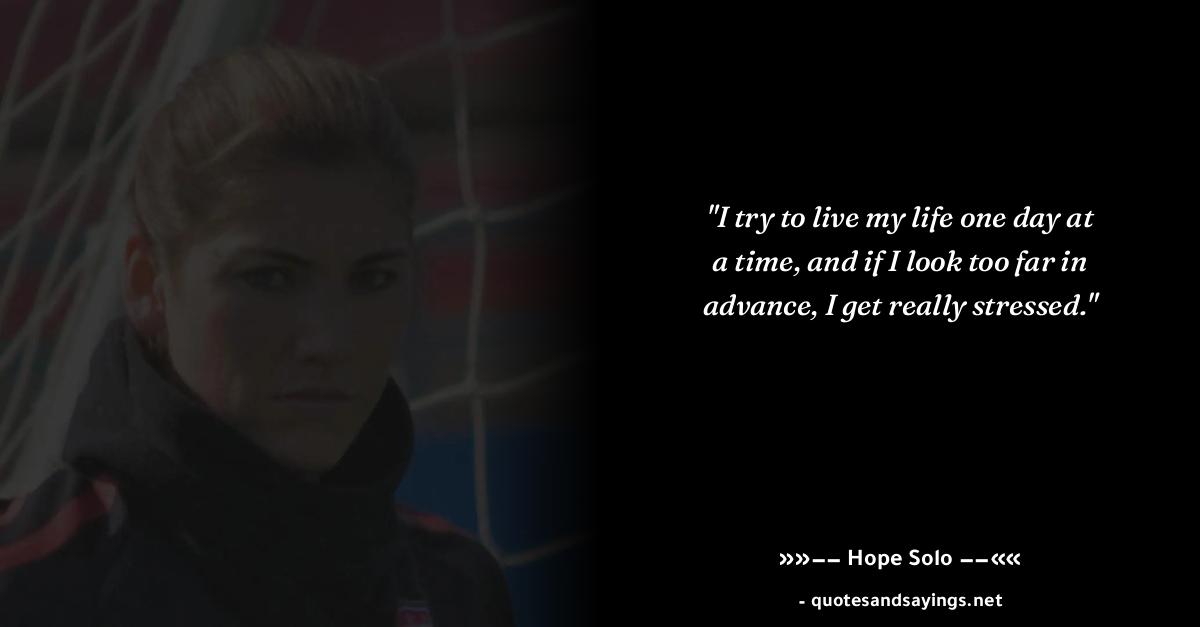 "I try to live my life one day at
a time, and if I look too far in
advance, I get really stressed."
»»−− Hope Solo −−««
- quotesandsayings.net